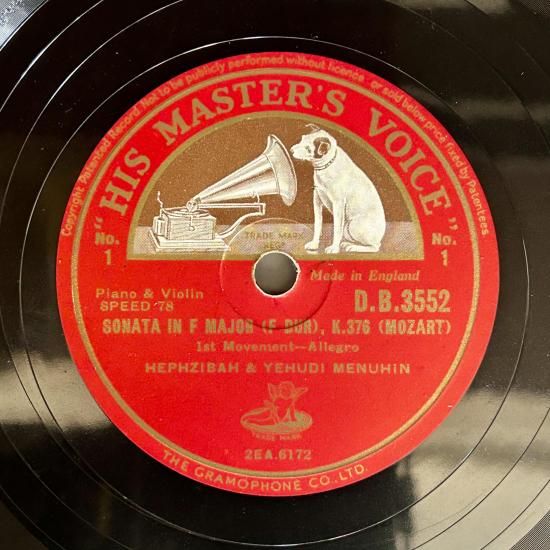 Copyright Patented Record Not to be publicly performed without licence or sold below price fixed by Patentees
"HIS MASTER'S VOICE"
TRADE MARK
No. 1
No. 1
Made in England
Piano & Violin
SPEED 78
D.B.3552
SONATA IN F MAJOR (F DUR), K.376 (MOZART)
1st Movement—Allegro
HEPHZIBAH & YEHUDI MENUHIN
TRADE MARK
2EA.6172
THE GRAMOPHONE CO., LTD.